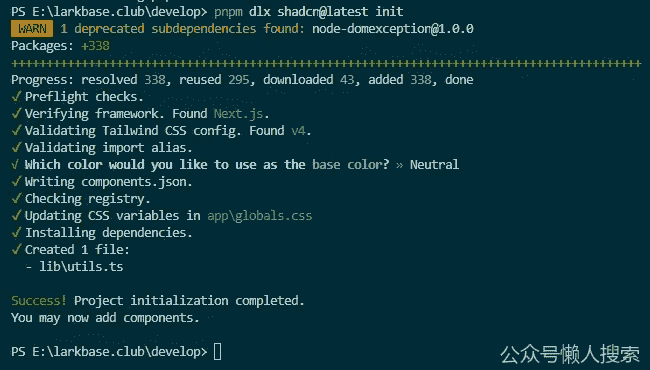 PS E:\larkbase.club\develop> pnpm dlx shadcn@latest init
WARN 1 deprecated subdependencies found: node-domexception@1.0.0
Packages: +338
++++++++++++++++++++++++++++++++++++++++++++++++++++++++++++++++++++++++++++++++++++++++++
Progress: resolved 338, reused 295, downloaded 43, added 338, done
✓ Preflight checks.
✓ Verifying framework. Found Next.js.
✓ Validating Tailwind CSS config. Found v4.
✓ Validating import alias.
√ Which color would you like to use as the base color? » Neutral
✓ Writing components.json.
✓ Checking registry.
✓ Updating CSS variables in app\globals.css
✓ Installing dependencies.
✓ Created 1 file:
- lib\utils.ts
Success! Project initialization completed.
You may now add components.
PS E:\larkbase.club\develop>
公众号懒人搜索